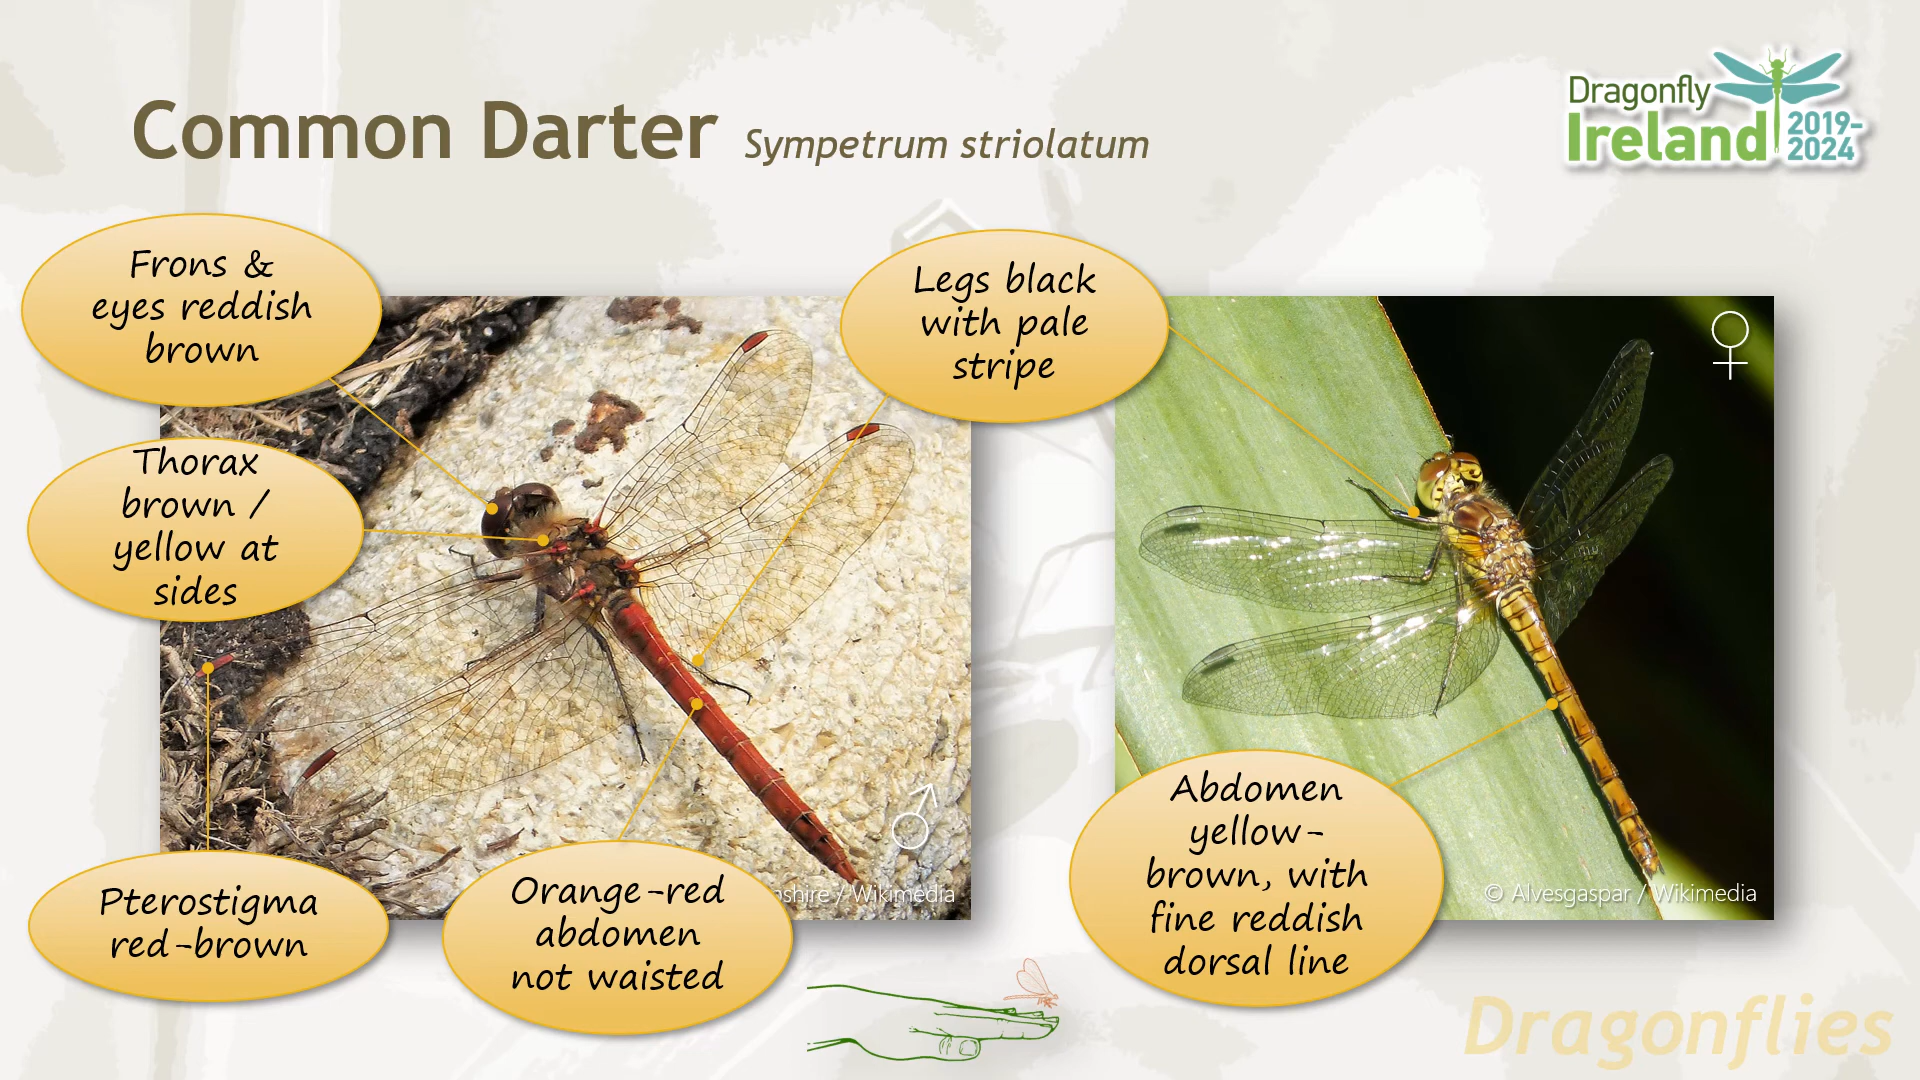 Common Darter Sympetrum striolatum
Dragonfly
Ireland
2019-
2024
Frons &
eyes reddish
brown
Legs black
with pale
stripe
Thorax
brown /
yellow at
sides
Pterostigma
red-brown
Orange-red
abdomen
not waisted
/ Wikimedia
Abdomen
yellow-
brown, with
fine reddish
dorsal line
© Alvesgaspar / Wikimedia
Dragonflies